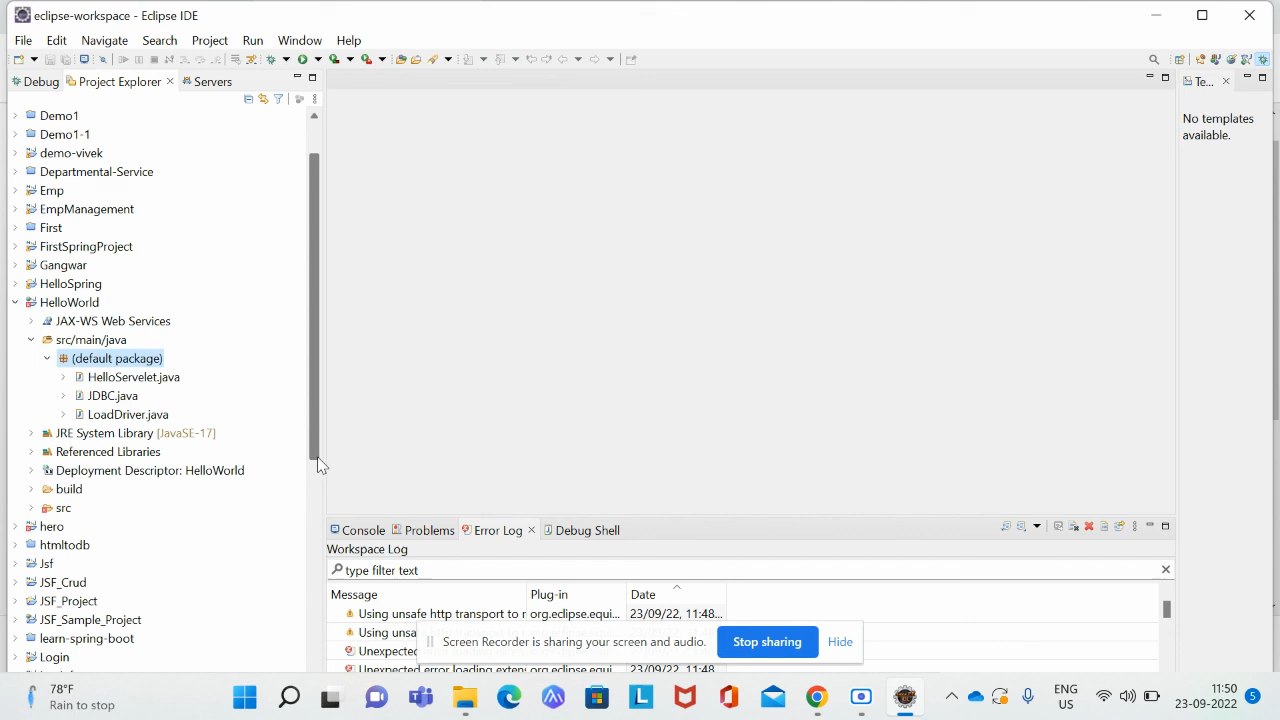 eclipse-workspace - Eclipse IDE
File Edit Navigate Search Project Run Window Help
Debug Project Explorer Servers
Te...
Demo1
Demo1-1
demo-vivek
Departmental-Service
Emp
EmpManagement
First
FirstSpringProject
Gangwar
HelloSpring
HelloWorld
JAX-WS Web Services
src/main/java
(default package)
HelloServelet.java
JDBC.java
LoadDriver.java
JRE System Library [JavaSE-17]
Referenced Libraries
Deployment Descriptor: HelloWorld
build
src
hero
htmltodb
Jsf
JSF_Crud
JSF_Project
JSF_Sample_Project
learn-spring-boot
Login
No templates
available.
Console Problems Error Log Debug Shell
Workspace Log
type filter text
Message Plug-in Date
Using unsafe http transport to r org.eclipse.equi... 23/09/22, 11:48...
Using unsa
Unexpected
Unexpected error loading exten org.eclipse.equi 23/09/22, 11:48
Screen Recorder is sharing your screen and audio. Stop sharing Hide
78°F
Rain to stop
ENG
US
11:50
23-09-2022
5